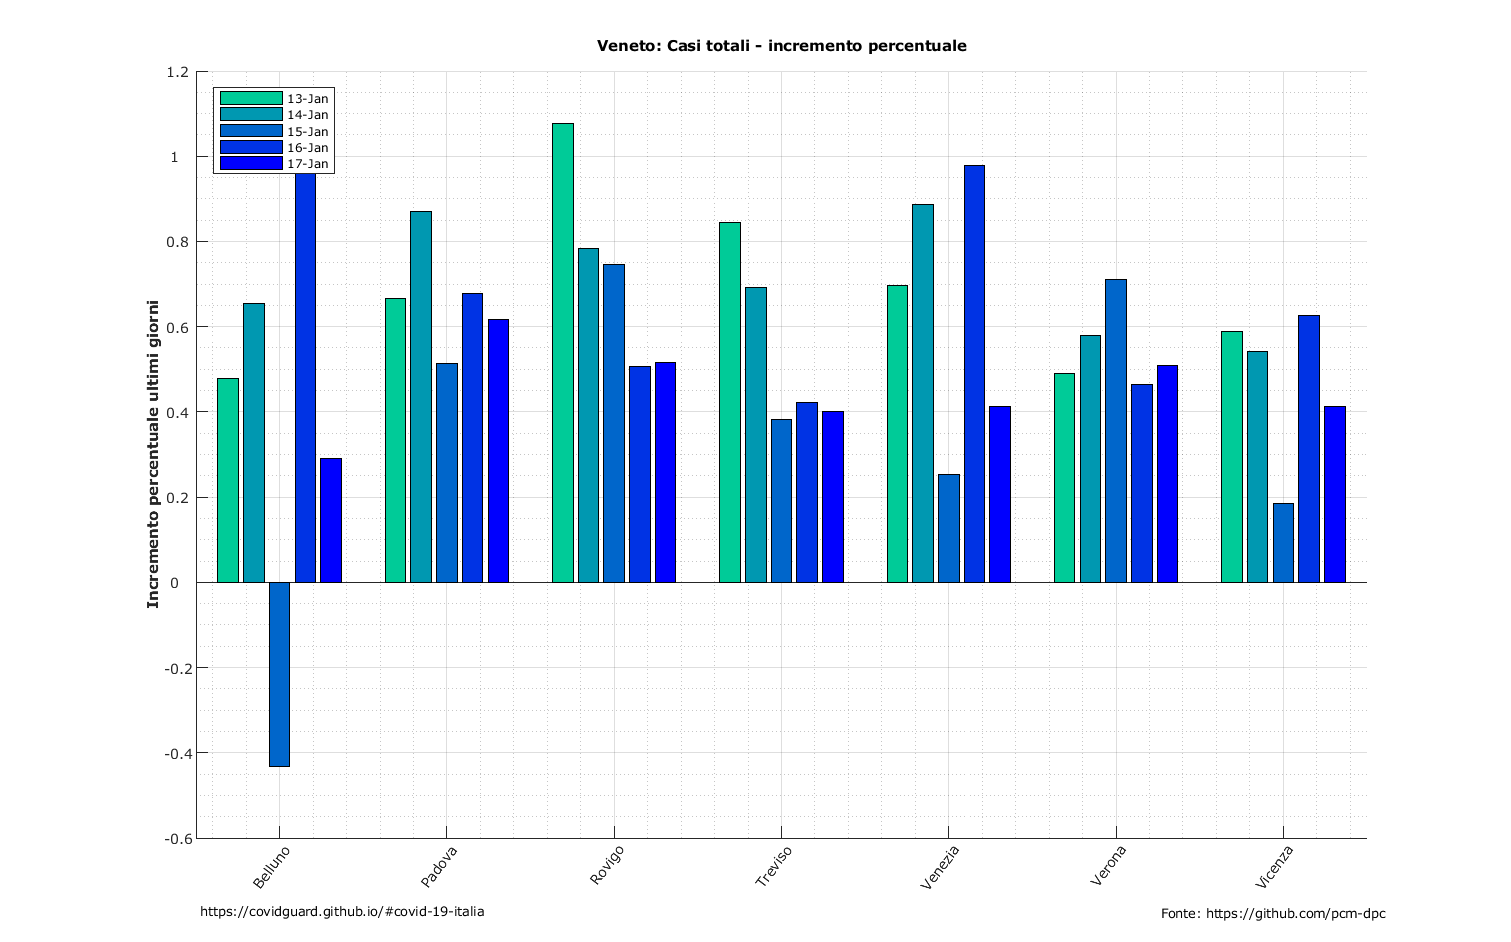 Veneto: Casi totali - incremento percentuale
Incremento percentuale ultimi giorni
1.2
1
0.8
0.6
0.4
0.2
0
-0.2
-0.4
-0.6
13-Jan
14-Jan
15-Jan
16-Jan
17-Jan
Belluno
Padova
Rovigo
Treviso
Venezia
Verona
Vicenza
https://covidguard.github.io/#covid-19-italia
Fonte: https://github.com/pcm-dpc